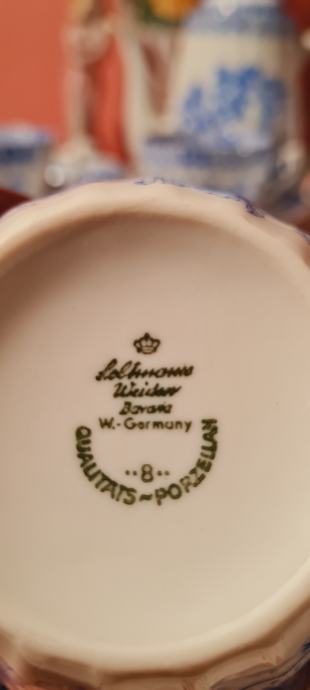 Seltmann
Weiden
Bavaria
W.-Germany
··8··
QUALITÄTS~PORZELLAN